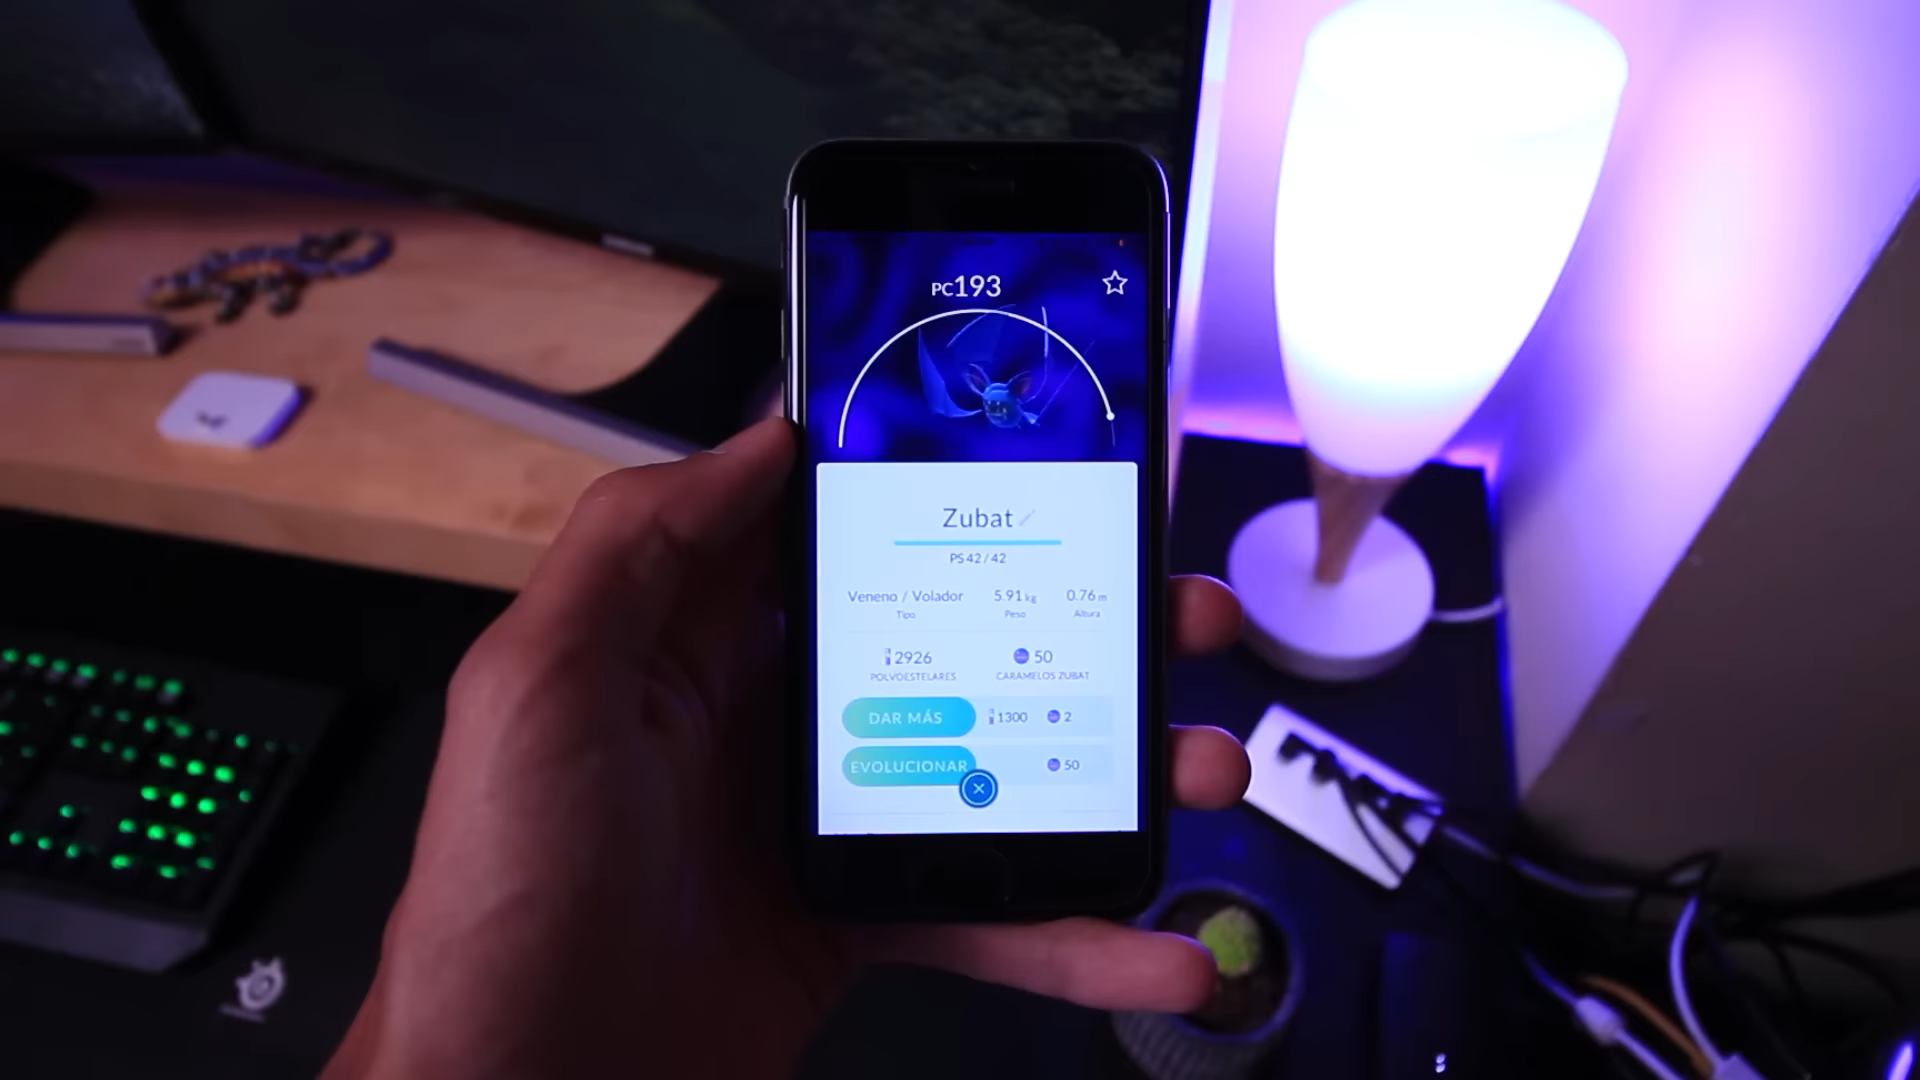 PC193
Zubat
PS 42 / 42
Veneno / Volador 5.91 kg 0.76 m
Tipo Peso Altura
2926 50
POLVOESTELARES CARAMELOS ZUBAT
DAR MÁS 1300 2
EVOLUCIONAR 50